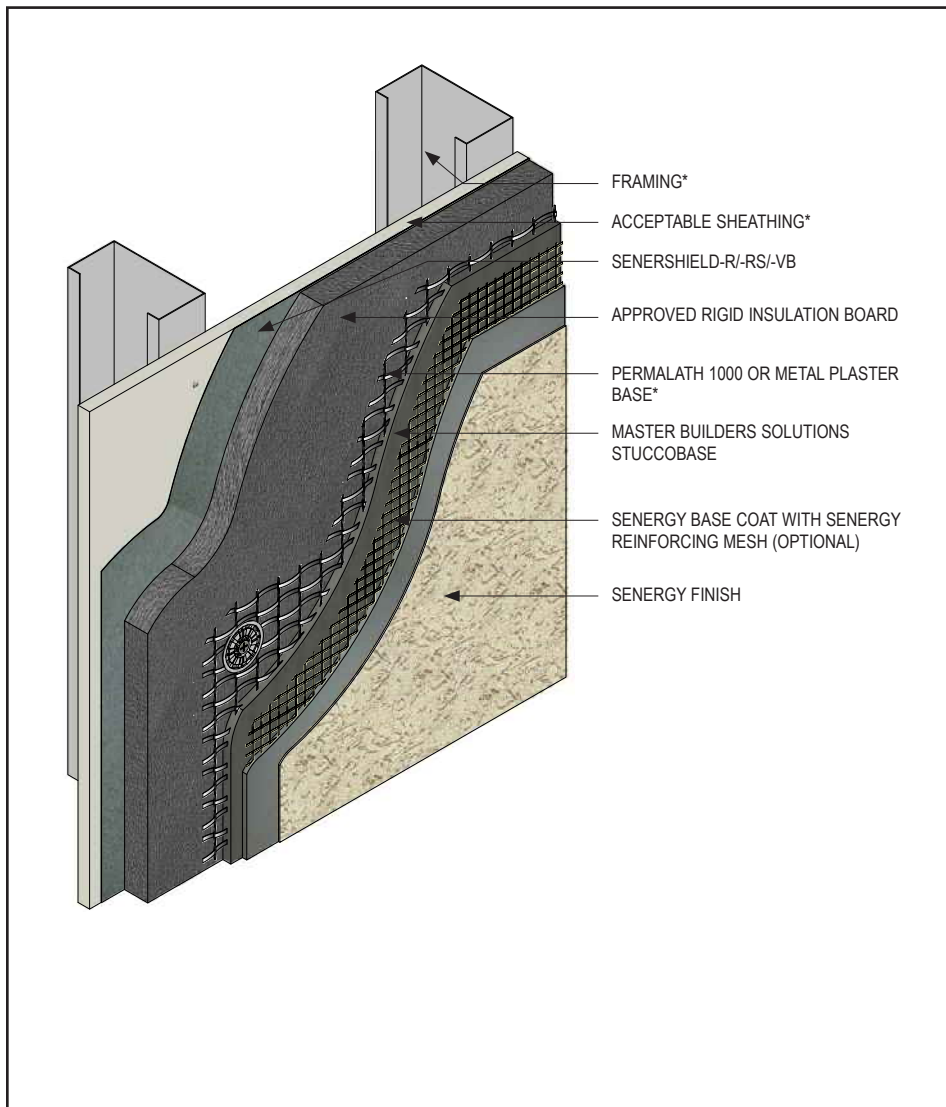 FRAMING*
ACCEPTABLE SHEATHING*
SENERSHIELD-R/-RS/-VB
APPROVED RIGID INSULATION BOARD
PERMALATH 1000 OR METAL PLASTER
BASE*
MASTER BUILDERS SOLUTIONS
STUCCOBASE
SENERGY BASE COAT WITH SENERGY
REINFORCING MESH (OPTIONAL)
SENERGY FINISH